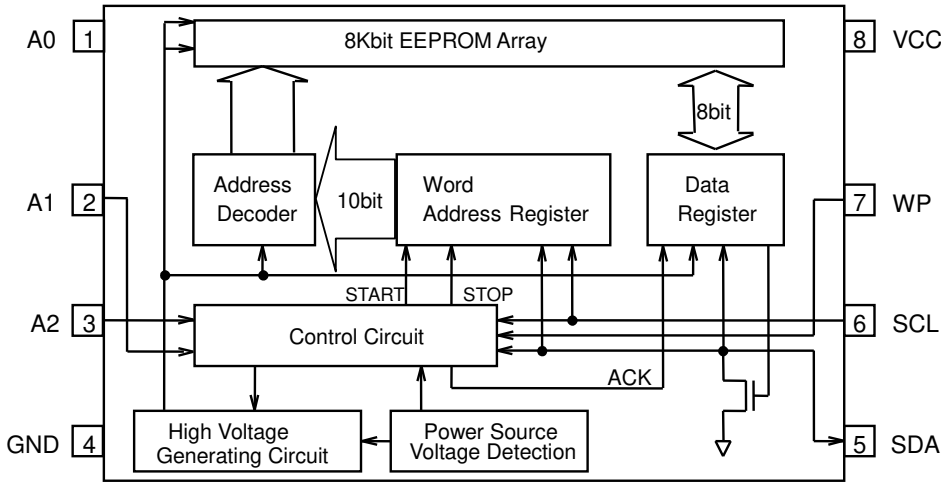 A0
1
8Kbit EEPROM Array
8
VCC
8bit
A1
2
Address
Decoder
10bit
Word
Address Register
Data
Register
7
WP
START
STOP
A2
3
Control Circuit
6
SCL
ACK
GND
4
High Voltage
Generating Circuit
Power Source
Voltage Detection
5
SDA